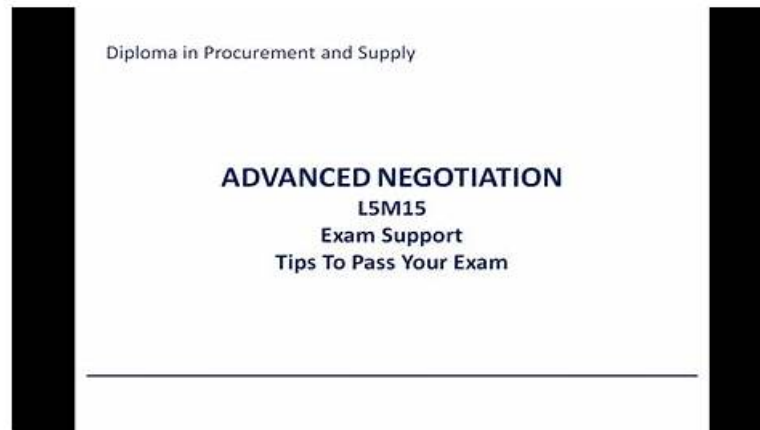 Diploma in Procurement and Supply
ADVANCED NEGOTIATION
L5M15
Exam Support
Tips To Pass Your Exam